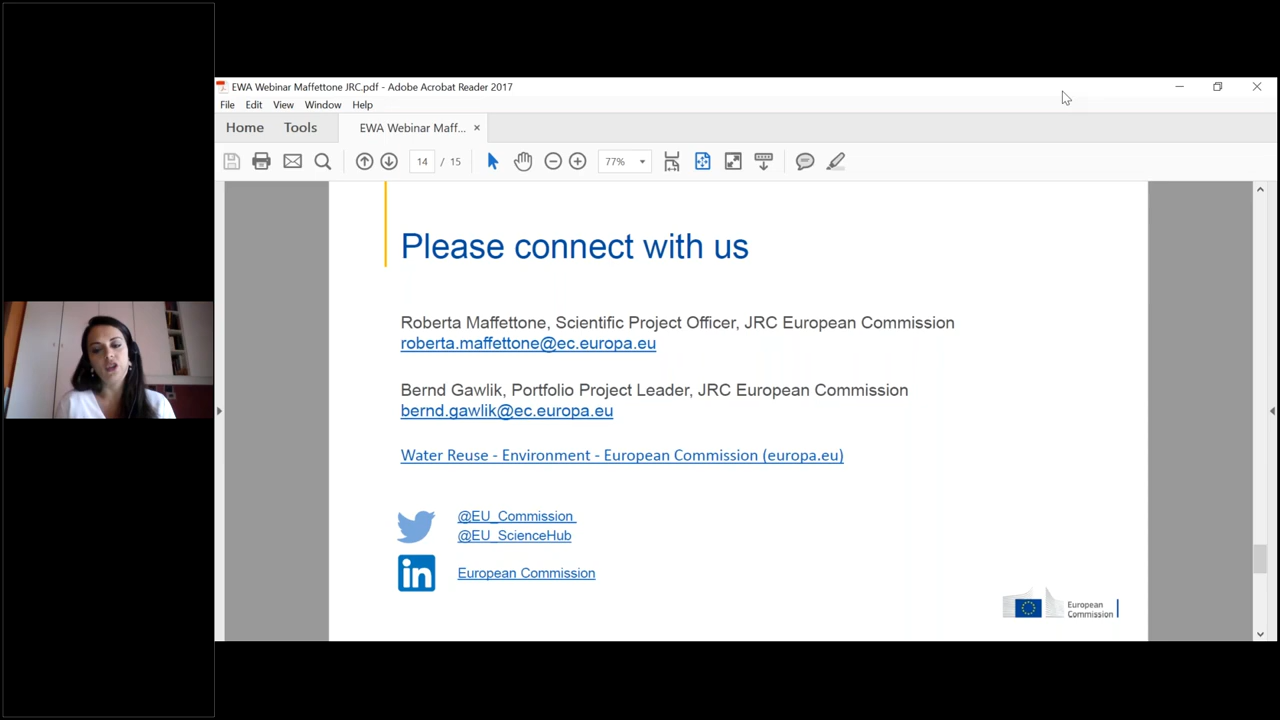 EWA Webinar Maffettone JRC.pdf - Adobe Acrobat Reader 2017
File Edit View Window Help
Home Tools EWA Webinar Maff... ×
14 / 15 77%
Please connect with us
Roberta Maffettone, Scientific Project Officer, JRC European Commission
roberta.maffettone@ec.europa.eu
Bernd Gawlik, Portfolio Project Leader, JRC European Commission
bernd.gawlik@ec.europa.eu
Water Reuse - Environment - European Commission (europa.eu)
@EU_Commission
@EU_ScienceHub
in European Commission
European
Commission